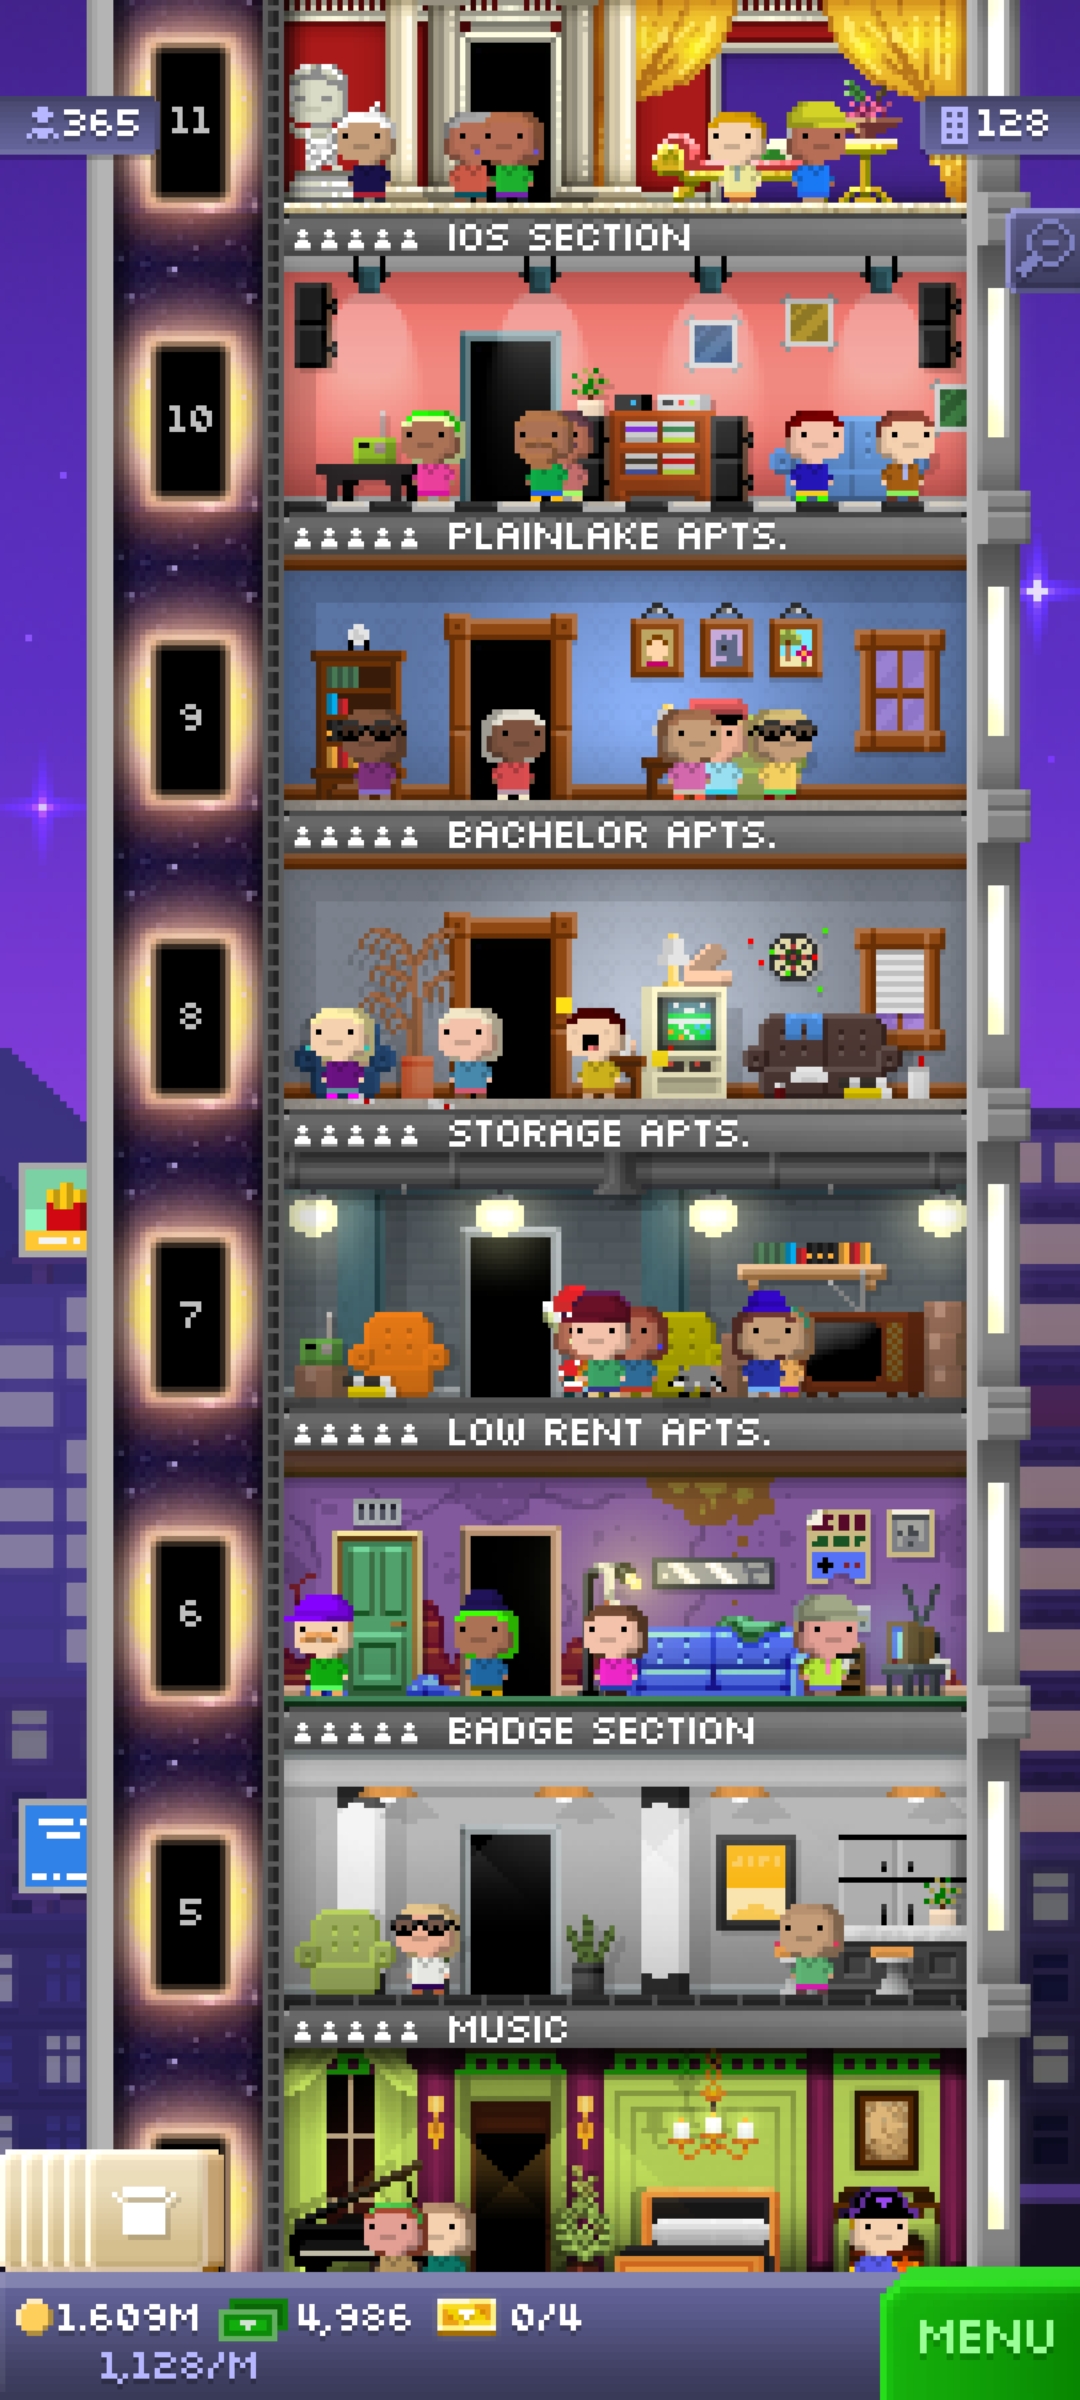 365
11
128
IOS SECTION
10
PLAINLAKE APTS.
9
BACHELOR APTS.
8
STORAGE APTS.
7
LOW RENT APTS.
6
BADGE SECTION
5
MUSIC
1.609M 4,986 0/4
1,128/M
MENU